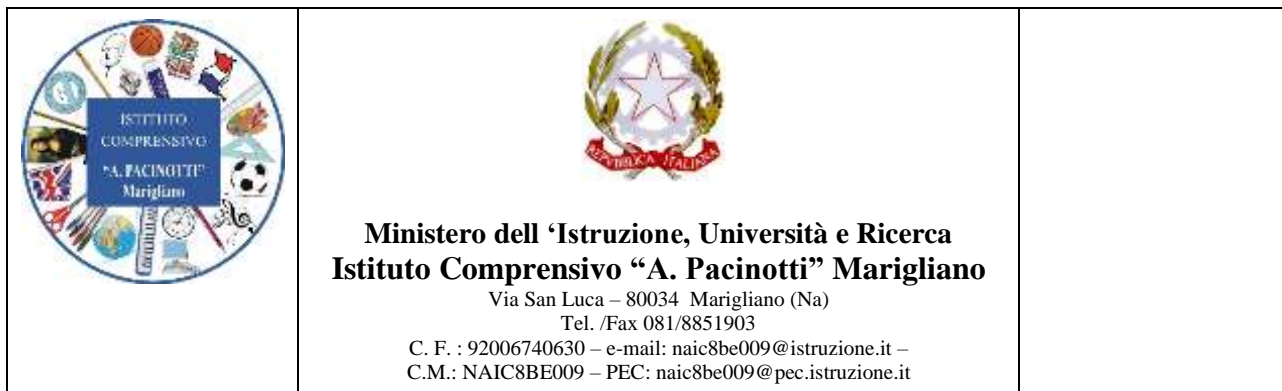 ISTITUTO
COMPRENSIVO
"A. PACINOTTI"
Marigliano
REPVBBLICA ITALIANA
Ministero dell ‘Istruzione, Università e Ricerca
Istituto Comprensivo “A. Pacinotti” Marigliano
Via San Luca – 80034 Marigliano (Na)
Tel. /Fax 081/8851903
C. F. : 92006740630 – e-mail: naic8be009@istruzione.it –
C.M.: NAIC8BE009 – PEC: naic8be009@pec.istruzione.it